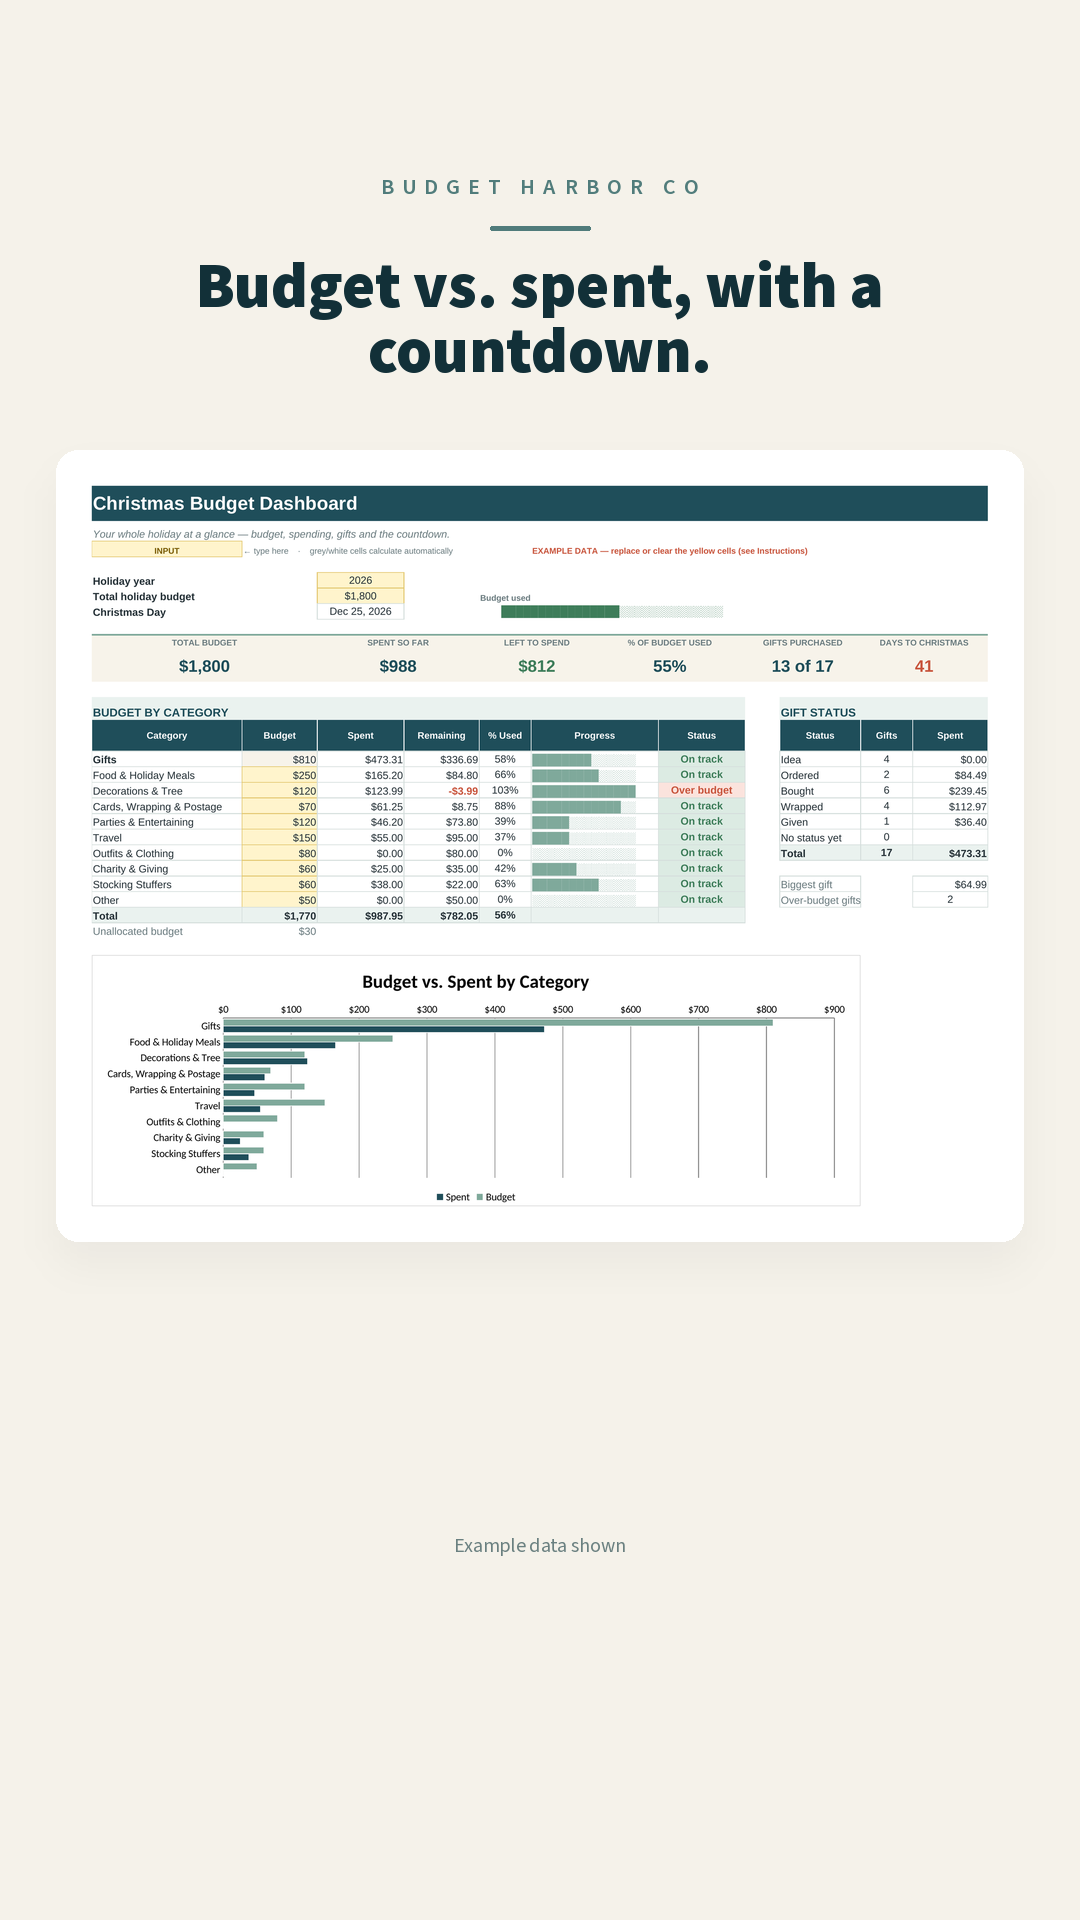 BUDGET HARBOR CO
Budget vs. spent, with a
countdown.
Christmas Budget Dashboard
Your whole holiday at a glance — budget, spending, gifts and the countdown.
INPUT ← type here · grey/white cells calculate automatically EXAMPLE DATA — replace or clear the yellow cells (see Instructions)
Holiday year 2026
Total holiday budget $1,800 Budget used
Christmas Day Dec 25, 2026
TOTAL BUDGET SPENT SO FAR LEFT TO SPEND % OF BUDGET USED GIFTS PURCHASED DAYS TO CHRISTMAS
$1,800 $988 $812 55% 13 of 17 41
BUDGET BY CATEGORY
Category Budget Spent Remaining % Used Progress Status
Gifts $810 $473.31 $336.69 58% On track
Food & Holiday Meals $250 $165.20 $84.80 66% On track
Decorations & Tree $120 $123.99 -$3.99 103% Over budget
Cards, Wrapping & Postage $70 $61.25 $8.75 88% On track
Parties & Entertaining $120 $46.20 $73.80 39% On track
Travel $150 $55.00 $95.00 37% On track
Outfits & Clothing $80 $0.00 $80.00 0% On track
Charity & Giving $60 $25.00 $35.00 42% On track
Stocking Stuffers $60 $38.00 $22.00 63% On track
Other $50 $0.00 $50.00 0% On track
Total $1,770 $987.95 $782.05 56%
Unallocated budget $30
GIFT STATUS
Status Gifts Spent
Idea 4 $0.00
Ordered 2 $84.49
Bought 6 $239.45
Wrapped 4 $112.97
Given 1 $36.40
No status yet 0
Total 17 $473.31
Biggest gift $64.99
Over-budget gifts 2
Budget vs. Spent by Category
$0 $100 $200 $300 $400 $500 $600 $700 $800 $900
Gifts
Food & Holiday Meals
Decorations & Tree
Cards, Wrapping & Postage
Parties & Entertaining
Travel
Outfits & Clothing
Charity & Giving
Stocking Stuffers
Other
Spent Budget
Example data shown